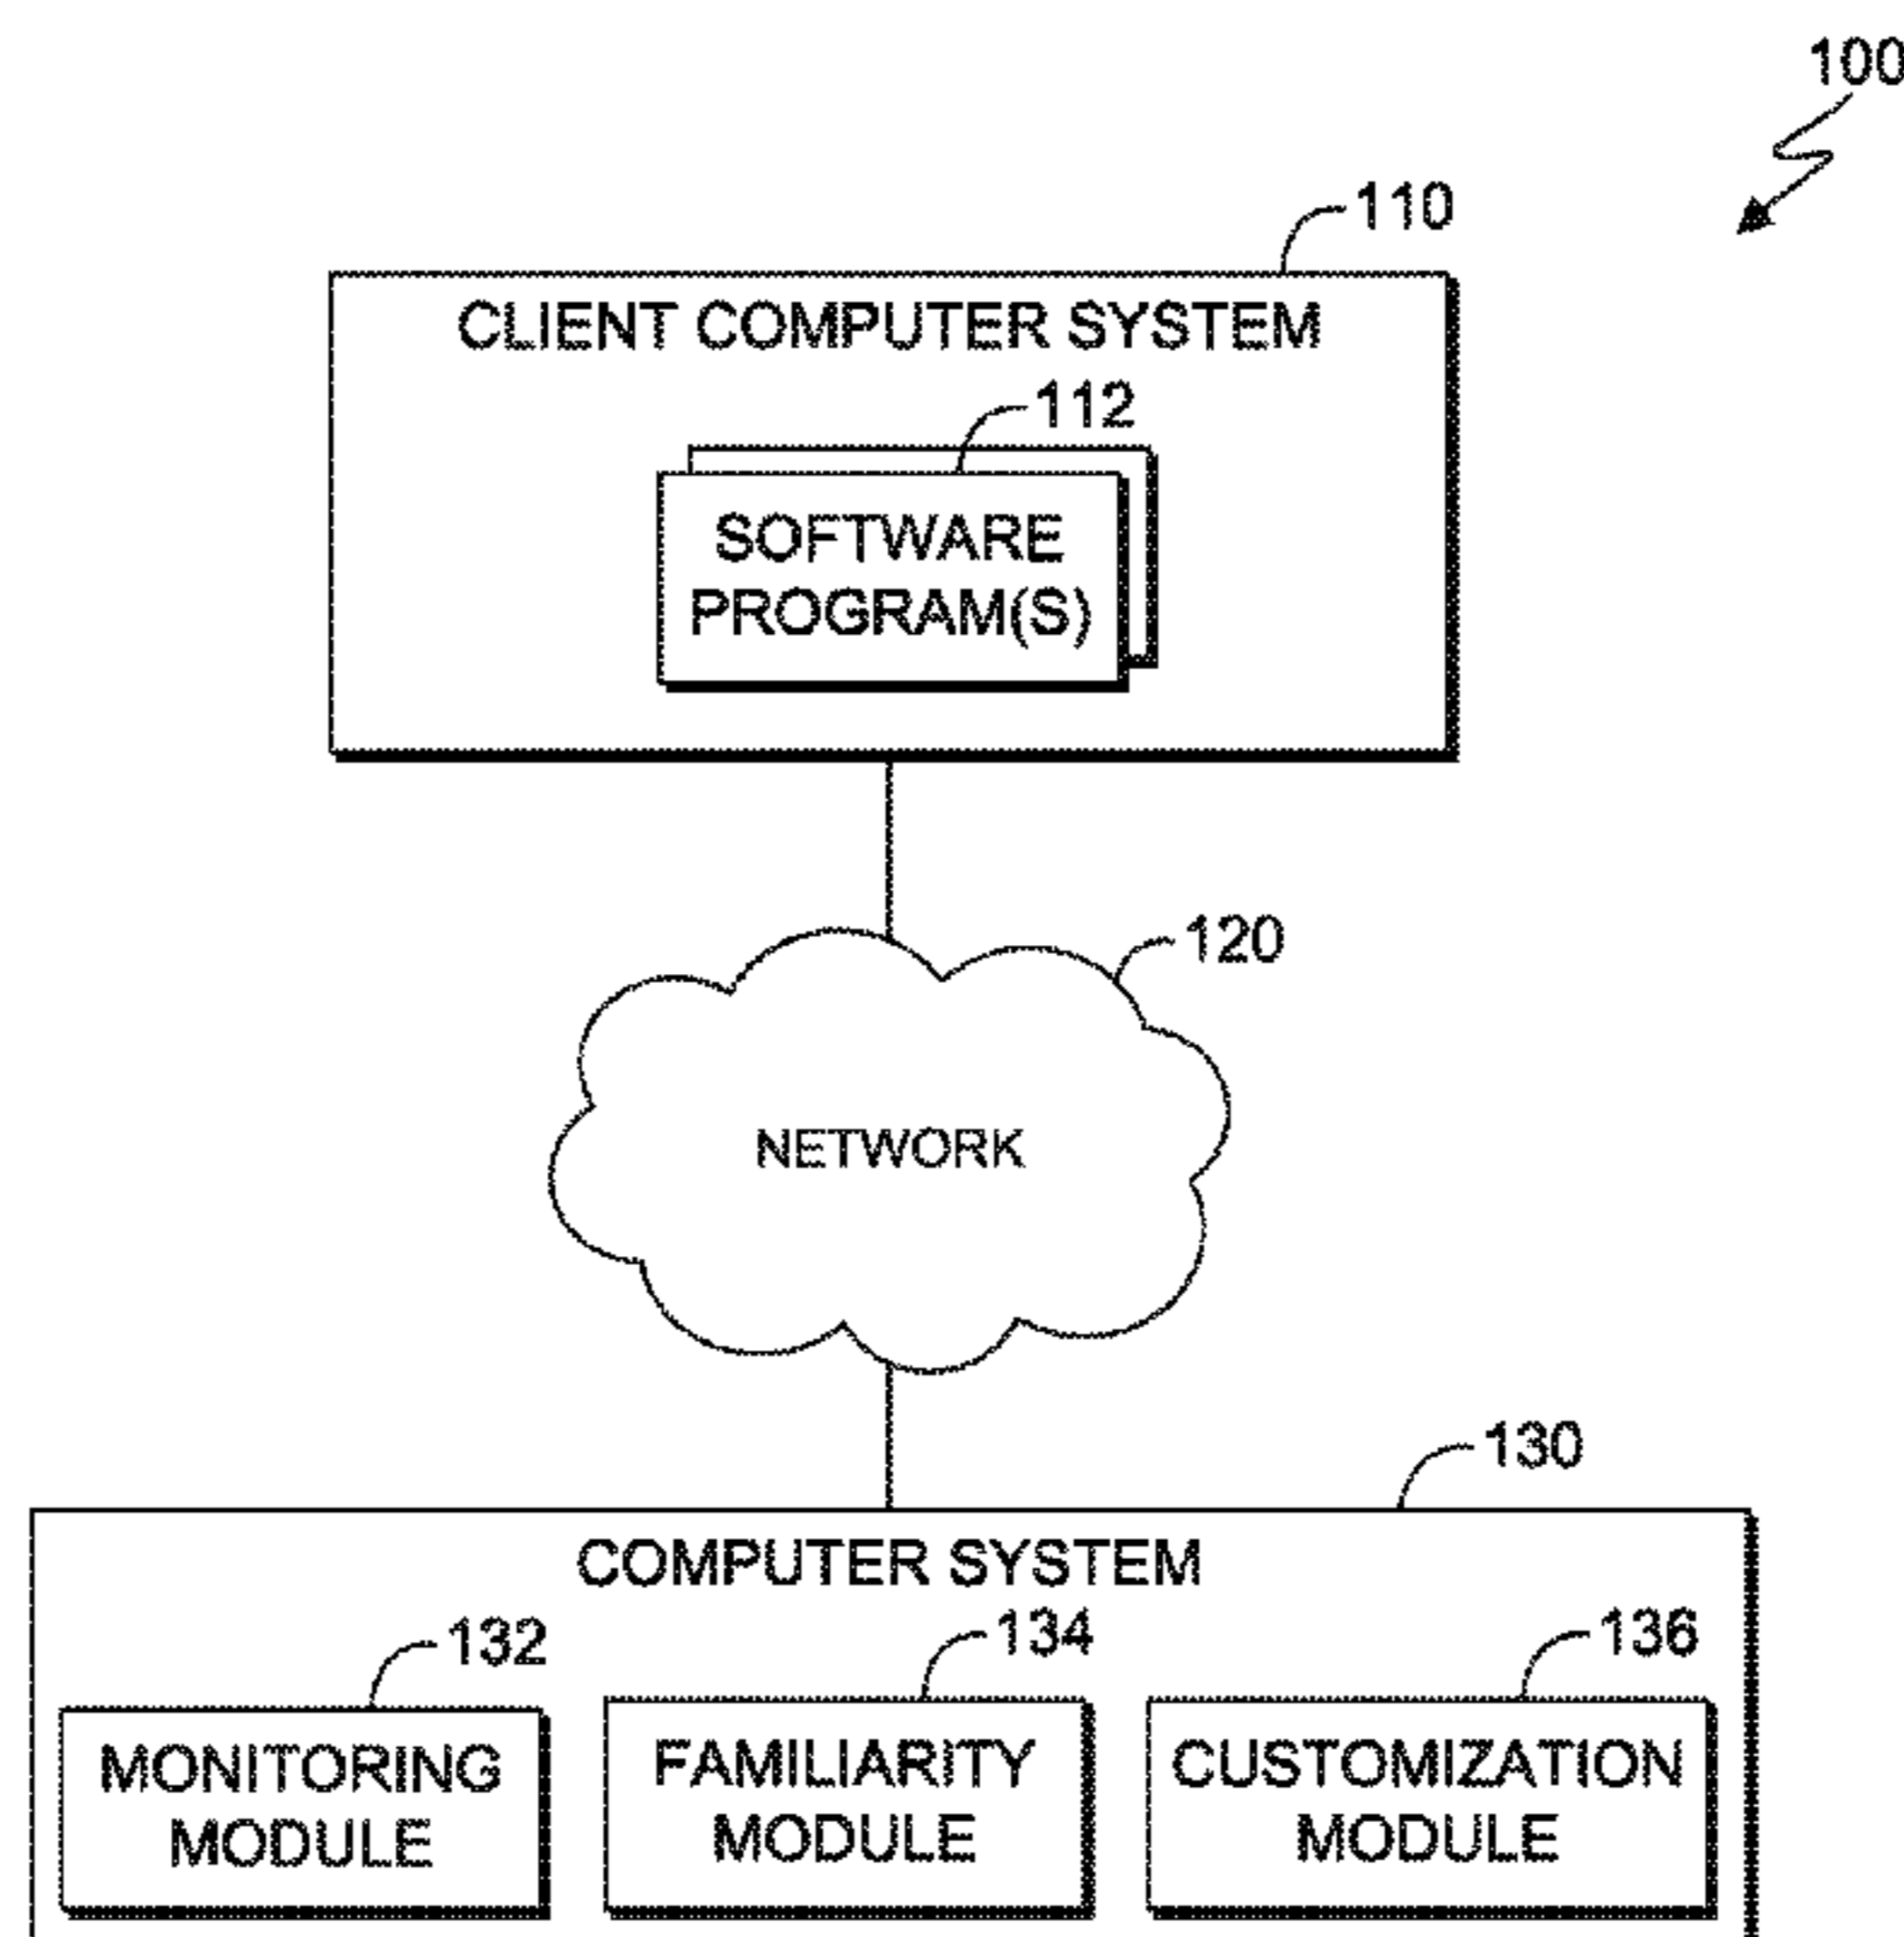 100
110
CLIENT COMPUTER SYSTEM
112
SOFTWARE
PROGRAM(S)
120
NETWORK
130
COMPUTER SYSTEM
132
134
136
MONITORING
MODULE
FAMILIARITY
MODULE
CUSTOMIZATION
MODULE